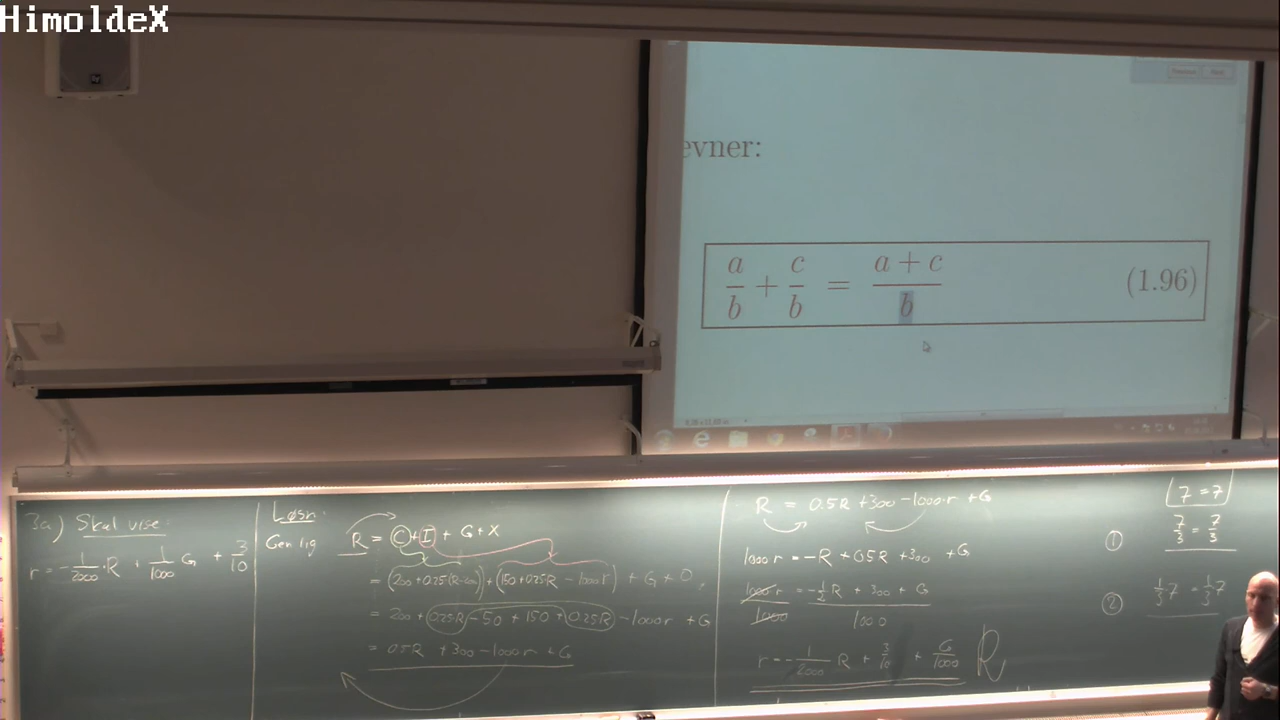 HimoldeX
evner:
a/b + c/b = (a + c)/b (1.96)
3a) Skal vise:
r = -1/2000 · R + 1/1000 G + 3/10
Løsn:
Gen lig R = C + I + G + X
= (200 + 0.25(R-200)) + (150 + 0.25R - 1000r) + G + 0,
= 200 + 0.25R - 50 + 150 + 0.25R - 1000r + G
= 0.5R + 300 - 1000r + G
R = 0.5R + 300 - 1000r + G
1000r = -R + 0.5R + 300 + G
1000r/1000 = (-1/2 R + 300 + G)/1000
r = -1/2000 R + 3/10 + G/1000 R
7 = 7
① 7/3 = 7/3
② 1/3 7 = 1/3 7